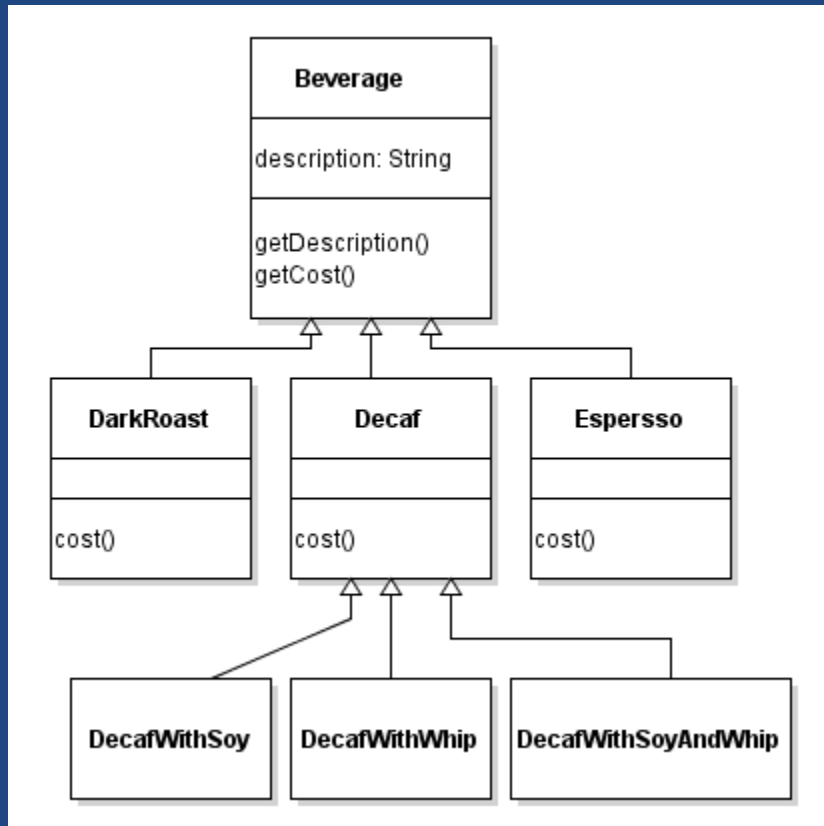 Beverage
description: String
getDescription()
getCost()
DarkRoast
cost()
Decaf
cost()
Espersso
cost()
DecafWithSoy
DecafWithWhip
DecafWithSoyAndWhip